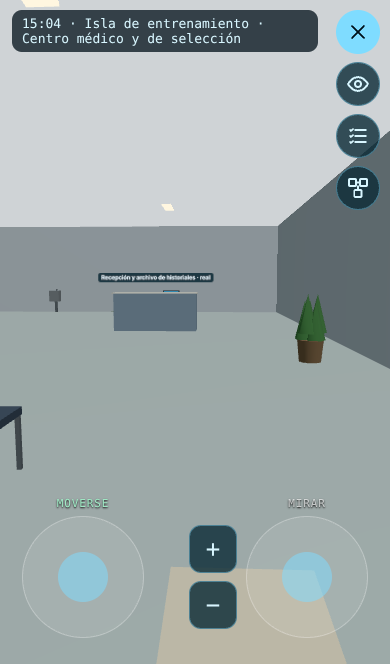 15:04 · Isla de entrenamiento ·
Centro médico y de selección
Recepción y archivo de historiales · real
MOVERSE
MIRAR
+
−